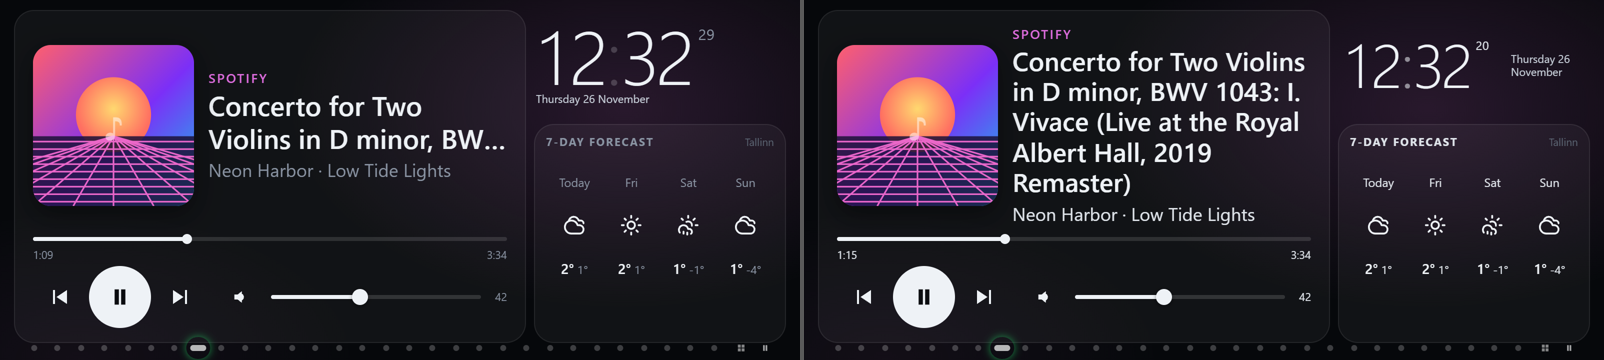 SPOTIFY
Concerto for Two
Violins in D minor, BW...
Neon Harbor · Low Tide Lights
1:09
3:34
42
12:32 29
Thursday 26 November
7-DAY FORECAST
Tallinn
Today Fri Sat Sun
2° 1° 2° 1° 1° -1° 1° -4°
SPOTIFY
Concerto for Two Violins
in D minor, BWV 1043: I.
Vivace (Live at the Royal
Albert Hall, 2019
Remaster)
Neon Harbor · Low Tide Lights
1:15
3:34
42
12:32 20
Thursday 26
November
7-DAY FORECAST
Tallinn
Today Fri Sat Sun
2° 1° 2° 1° 1° -1° 1° -4°